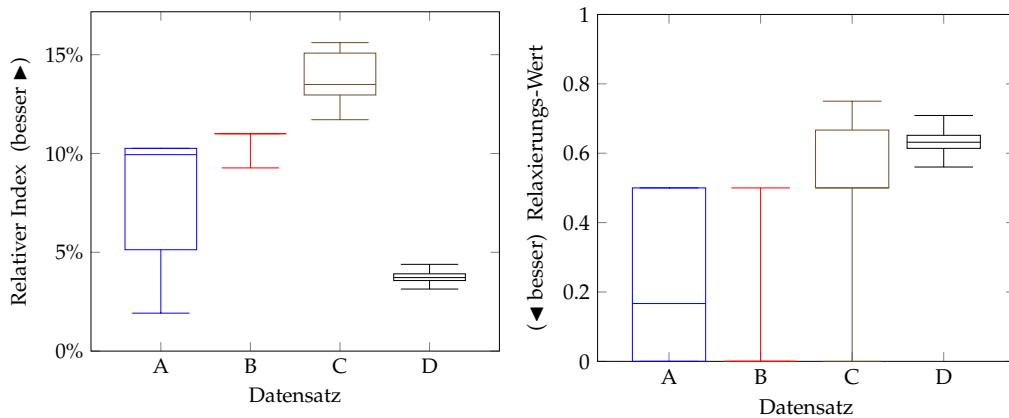 Relativer Index (besser ►)
15%
10%
5%
0%
A B C D
Datensatz
(◄ besser) Relaxierungs-Wert
1
0.8
0.6
0.4
0.2
0
A B C D
Datensatz